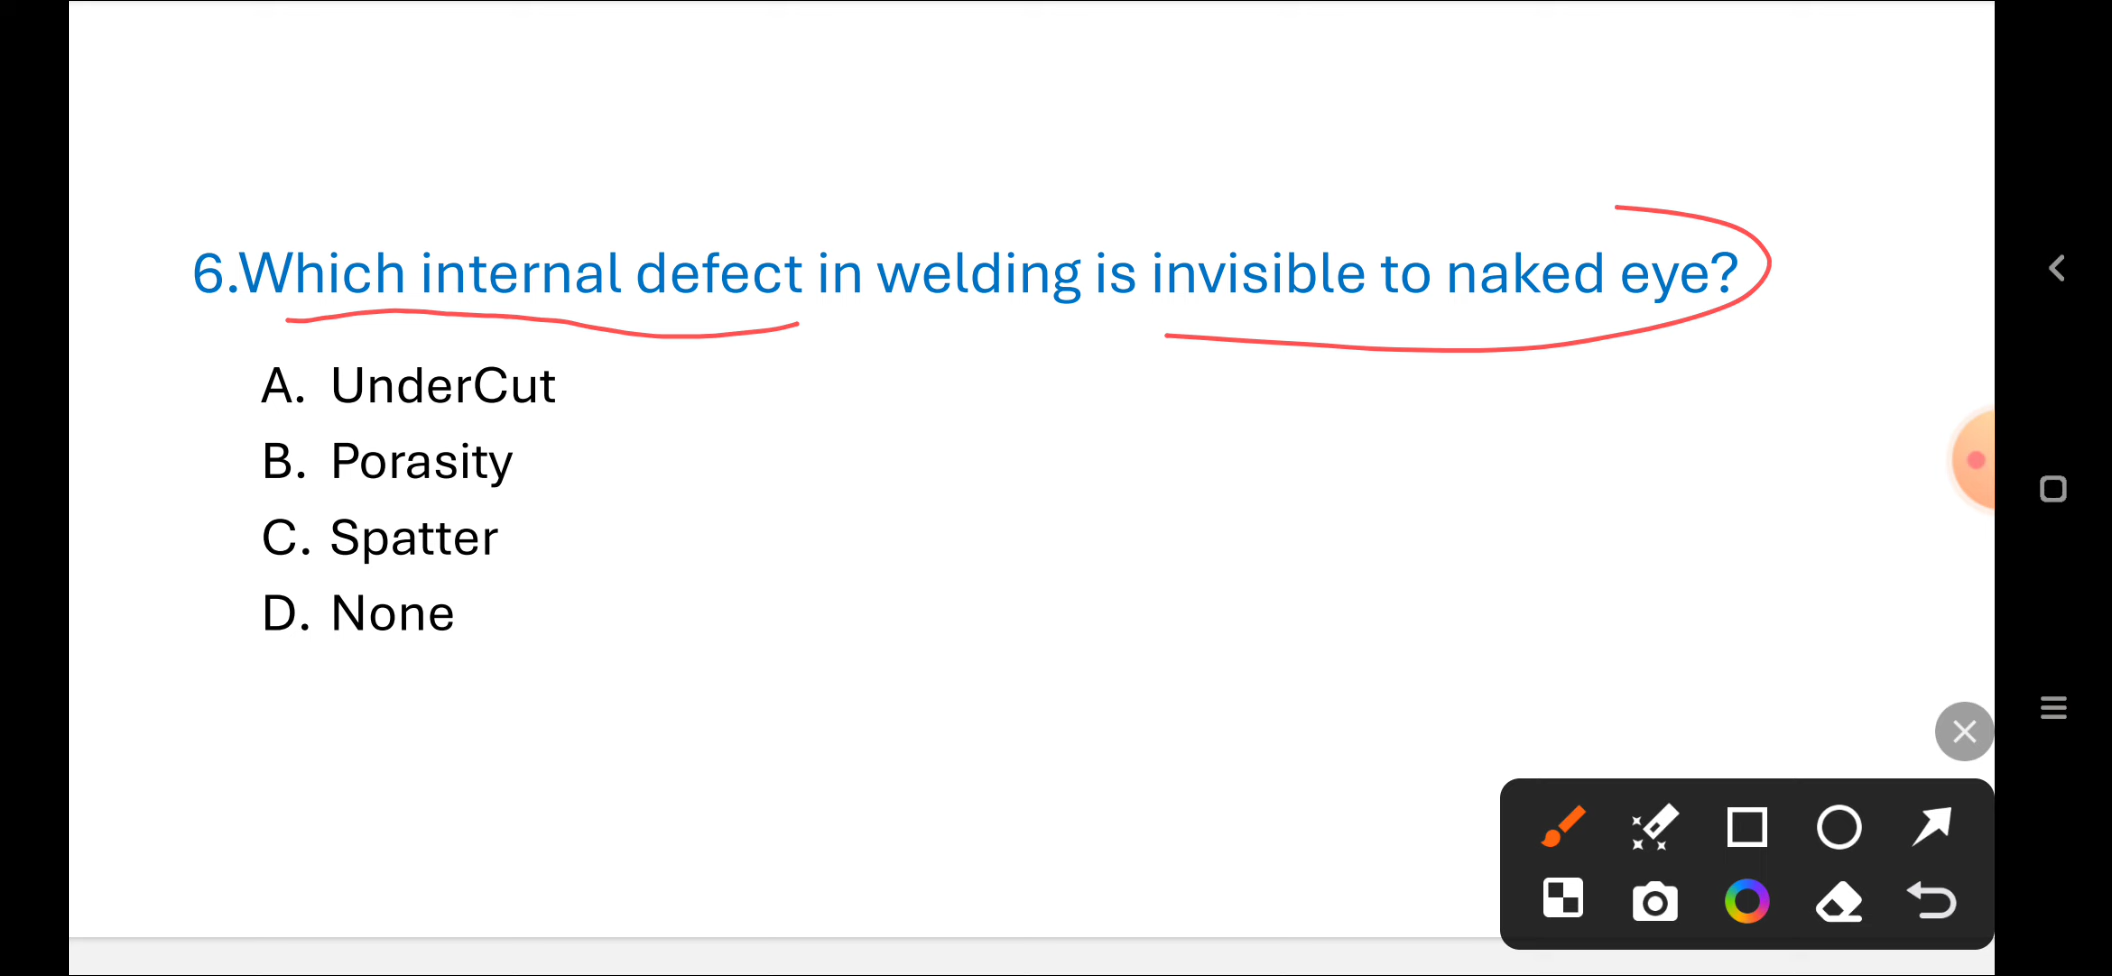 6.Which internal defect in welding is invisible to naked eye?
A. UnderCut
B. Porasity
C. Spatter
D. None